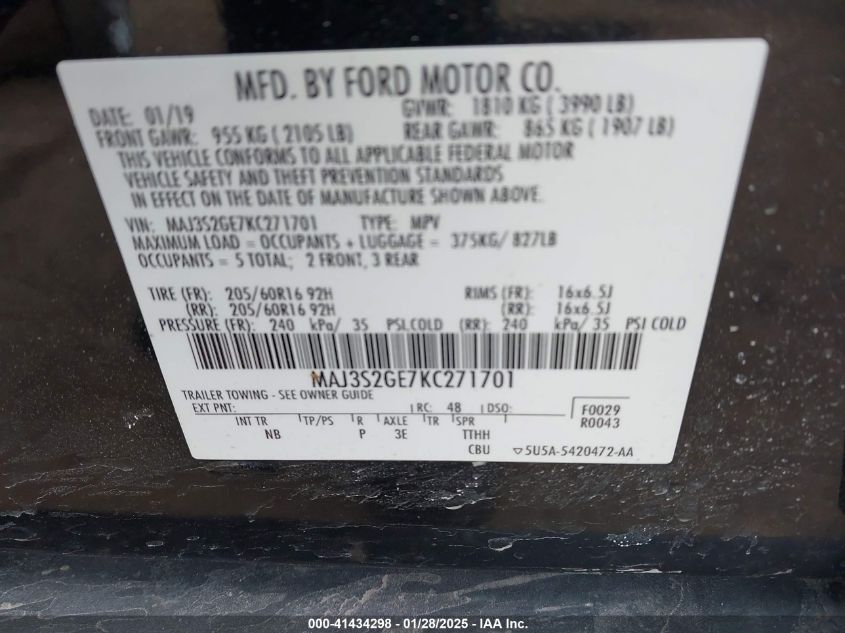 MFD. BY FORD MOTOR CO.
DATE: 01/19 GVWR: 1810 KG ( 3990 LB)
FRONT GAWR: 955 KG ( 2105 LB) REAR GAWR: 865 KG ( 1907 LB)
THIS VEHICLE CONFORMS TO ALL APPLICABLE FEDERAL MOTOR
VEHICLE SAFETY AND THEFT PREVENTION STANDARDS
IN EFFECT ON THE DATE OF MANUFACTURE SHOWN ABOVE.
VIN: MAJ3S2GE7KC271701 TYPE: MPV
MAXIMUM LOAD = OCCUPANTS + LUGGAGE = 375KG/ 827LB
OCCUPANTS = 5 TOTAL; 2 FRONT, 3 REAR
TIRE (FR): 205/60R16 92H RIMS (FR): 16x6.5J
(RR): 205/60R16 92H (RR): 16x6.5J
PRESSURE (FR): 240 kPa/ 35 PSI.COLD (RR): 240 kPa/ 35 PSI COLD
MAJ3S2GE7KC271701
TRAILER TOWING - SEE OWNER GUIDE
EXT PNT: RC: 48 DSO: F0029
INT TR TP/PS R AXLE TR SPR R0043
NB P 3E TTHH
CBU ▽5U5A-5420472-AA
000-41434298 - 01/28/2025 - IAAI.COM